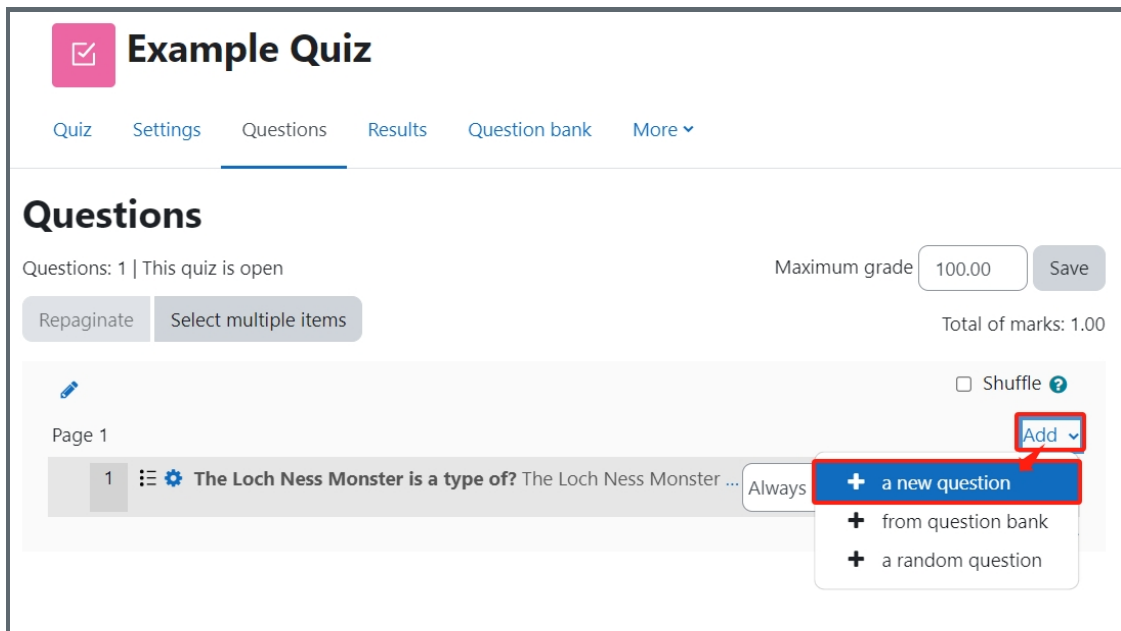 Example Quiz
Quiz Settings Questions Results Question bank More
Questions
Questions: 1 | This quiz is open
Maximum grade 100.00 Save
Repaginate Select multiple items
Total of marks: 1.00
Shuffle
Page 1
Add
1 The Loch Ness Monster is a type of? The Loch Ness Monster ... Always
a new question
from question bank
a random question